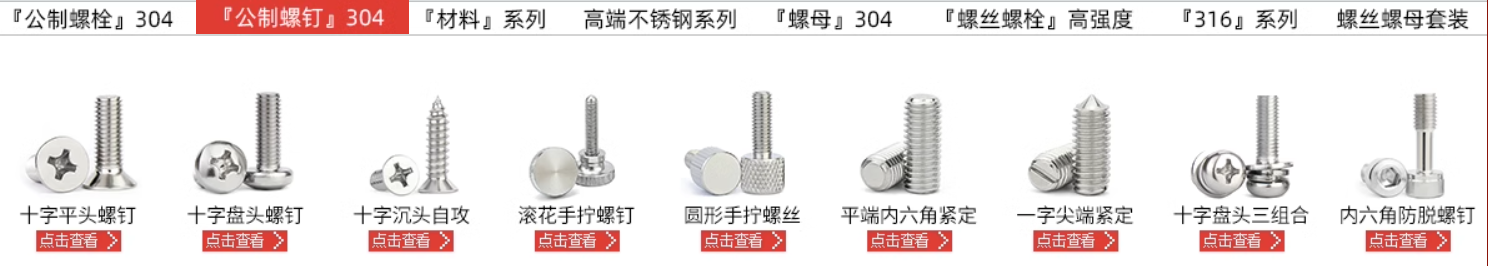 『公制螺栓』304 『公制螺钉』304 『材料』系列 高端不锈钢系列 『螺母』304 『螺丝螺栓』高强度 『316』系列 螺丝螺母套装
十字平头螺钉 十字盘头螺钉 十字沉头自攻 滚花手拧螺钉 圆形手拧螺丝 平端内六角紧定 一字尖端紧定 十字盘头三组合 内六角防脱螺钉
点击查看 点击查看 点击查看 点击查看 点击查看 点击查看 点击查看 点击查看 点击查看